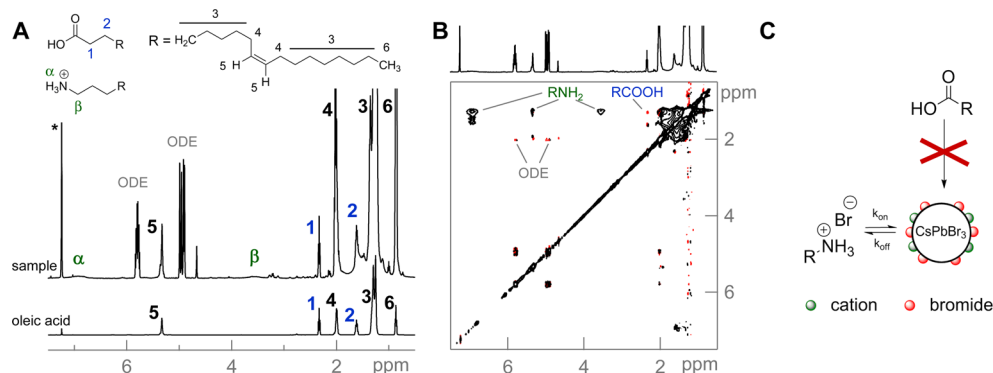 A
O
HO
2
1
R
α
H₃N⊕
β
R
R =
H₂C
3
4
5
H
4
5
H
3
6
CH₃
*
ODE
ODE
4
3
6
5
1
2
α
β
sample
5
1
4
2
3
6
oleic acid
6
4
2
ppm
B
ppm
RNH₂
RCOOH
ODE
2
4
6
6
4
2
ppm
C
O
HO
R
Br⊖
⊕
R
NH₃
kon
koff
CsPbBr₃
cation
bromide